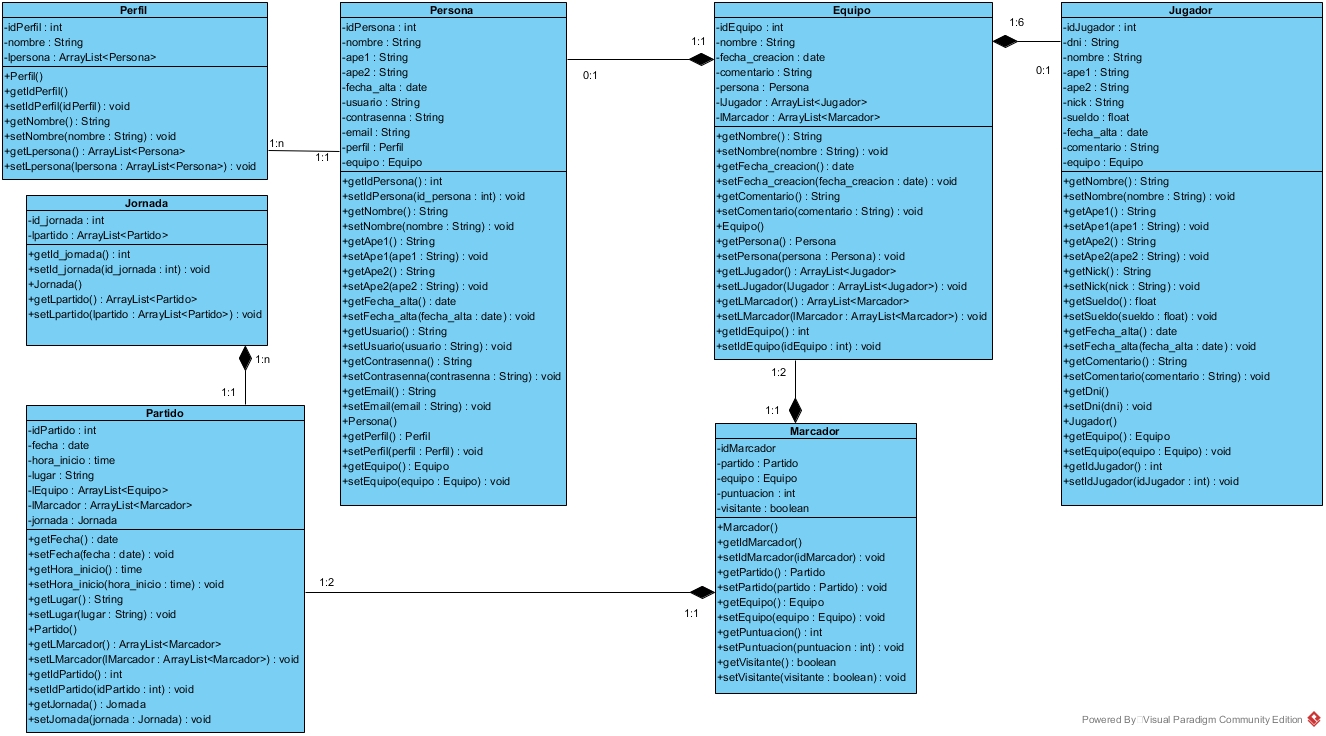 Perfil
-idPerfil : int
-nombre : String
-lpersona : ArrayList<Persona>
+Perfil()
+getIdPerfil()
+setIdPerfil(idPerfil) : void
+getNombre() : String
+setNombre(nombre : String) : void
+getLpersona() : ArrayList<Persona>
+setLpersona(lpersona : ArrayList<Persona>) : void
1:n
1:1
Persona
-idPersona : int
-nombre : String
-ape1 : String
-ape2 : String
-fecha_alta : date
-usuario : String
-contrasenna : String
-email : String
-perfil : Perfil
-equipo : Equipo
+getIdPersona() : int
+setIdPersona(id_persona : int) : void
+getNombre() : String
+setNombre(nombre : String) : void
+getApe1() : String
+setApe1(ape1 : String) : void
+getApe2() : String
+setApe2(ape2 : String) : void
+getFecha_alta() : date
+setFecha_alta(fecha_alta : date) : void
+getUsuario() : String
+setUsuario(usuario : String) : void
+getContrasenna() : String
+setContrasenna(contrasenna : String) : void
+getEmail() : String
+setEmail(email : String) : void
+Persona()
+getPerfil() : Perfil
+setPerfil(perfil : Perfil) : void
+getEquipo() : Equipo
+setEquipo(equipo : Equipo) : void
1:1
0:1
Equipo
-idEquipo : int
-nombre : String
-fecha_creacion : date
-comentario : String
-persona : Persona
-lJugador : ArrayList<Jugador>
-lMarcador : ArrayList<Marcador>
+getNombre() : String
+setNombre(nombre : String) : void
+getFecha_creacion() : date
+setFecha_creacion(fecha_creacion : date) : void
+getComentario() : String
+setComentario(comentario : String) : void
+Equipo()
+getPersona() : Persona
+setPersona(persona : Persona) : void
+getLJugador() : ArrayList<Jugador>
+setLJugador(lJugador : ArrayList<Jugador>) : void
+getLMarcador() : ArrayList<Marcador>
+setLMarcador(lMarcador : ArrayList<Marcador>) : void
+getIdEquipo() : int
+setIdEquipo(idEquipo : int) : void
1:6
0:1
Jugador
-idJugador : int
-dni : String
-nombre : String
-ape1 : String
-ape2 : String
-nick : String
-sueldo : float
-fecha_alta : date
-comentario : String
-equipo : Equipo
+getNombre() : String
+setNombre(nombre : String) : void
+getApe1() : String
+setApe1(ape1 : String) : void
+getApe2() : String
+setApe2(ape2 : String) : void
+getNick() : String
+setNick(nick : String) : void
+getSueldo() : float
+setSueldo(sueldo : float) : void
+getFecha_alta() : date
+setFecha_alta(fecha_alta : date) : void
+getComentario() : String
+setComentario(comentario : String) : void
+getDni()
+setDni(dni) : void
+Jugador()
+getEquipo() : Equipo
+setEquipo(equipo : Equipo) : void
+getIdJugador() : int
+setIdJugador(idJugador : int) : void
Jornada
-id_jornada : int
-lpartido : ArrayList<Partido>
+getId_jornada() : int
+setId_jornada(id_jornada : int) : void
+Jornada()
+getLpartido() : ArrayList<Partido>
+setLpartido(lpartido : ArrayList<Partido>) : void
1:n
1:1
Partido
-idPartido : int
-fecha : date
-hora_inicio : time
-lugar : String
-lEquipo : ArrayList<Equipo>
-lMarcador : ArrayList<Marcador>
-jornada : Jornada
+getFecha() : date
+setFecha(fecha : date) : void
+getHora_inicio() : time
+setHora_inicio(hora_inicio : time) : void
+getLugar() : String
+setLugar(lugar : String) : void
+Partido()
+getLMarcador() : ArrayList<Marcador>
+setLMarcador(lMarcador : ArrayList<Marcador>) : void
+getIdPartido() : int
+setIdPartido(idPartido : int) : void
+getJornada() : Jornada
+setJornada(jornada : Jornada) : void
1:2
1:1
1:2
1:1
Marcador
-idMarcador
-partido : Partido
-equipo : Equipo
-puntuacion : int
-visitante : boolean
+Marcador()
+getIdMarcador()
+setIdMarcador(idMarcador) : void
+getPartido() : Partido
+setPartido(partido : Partido) : void
+getEquipo() : Equipo
+setEquipo(equipo : Equipo) : void
+getPuntuacion() : int
+setPuntuacion(puntuacion : int) : void
+getVisitante() : boolean
+setVisitante(visitante : boolean) : void
Powered By Visual Paradigm Community Edition